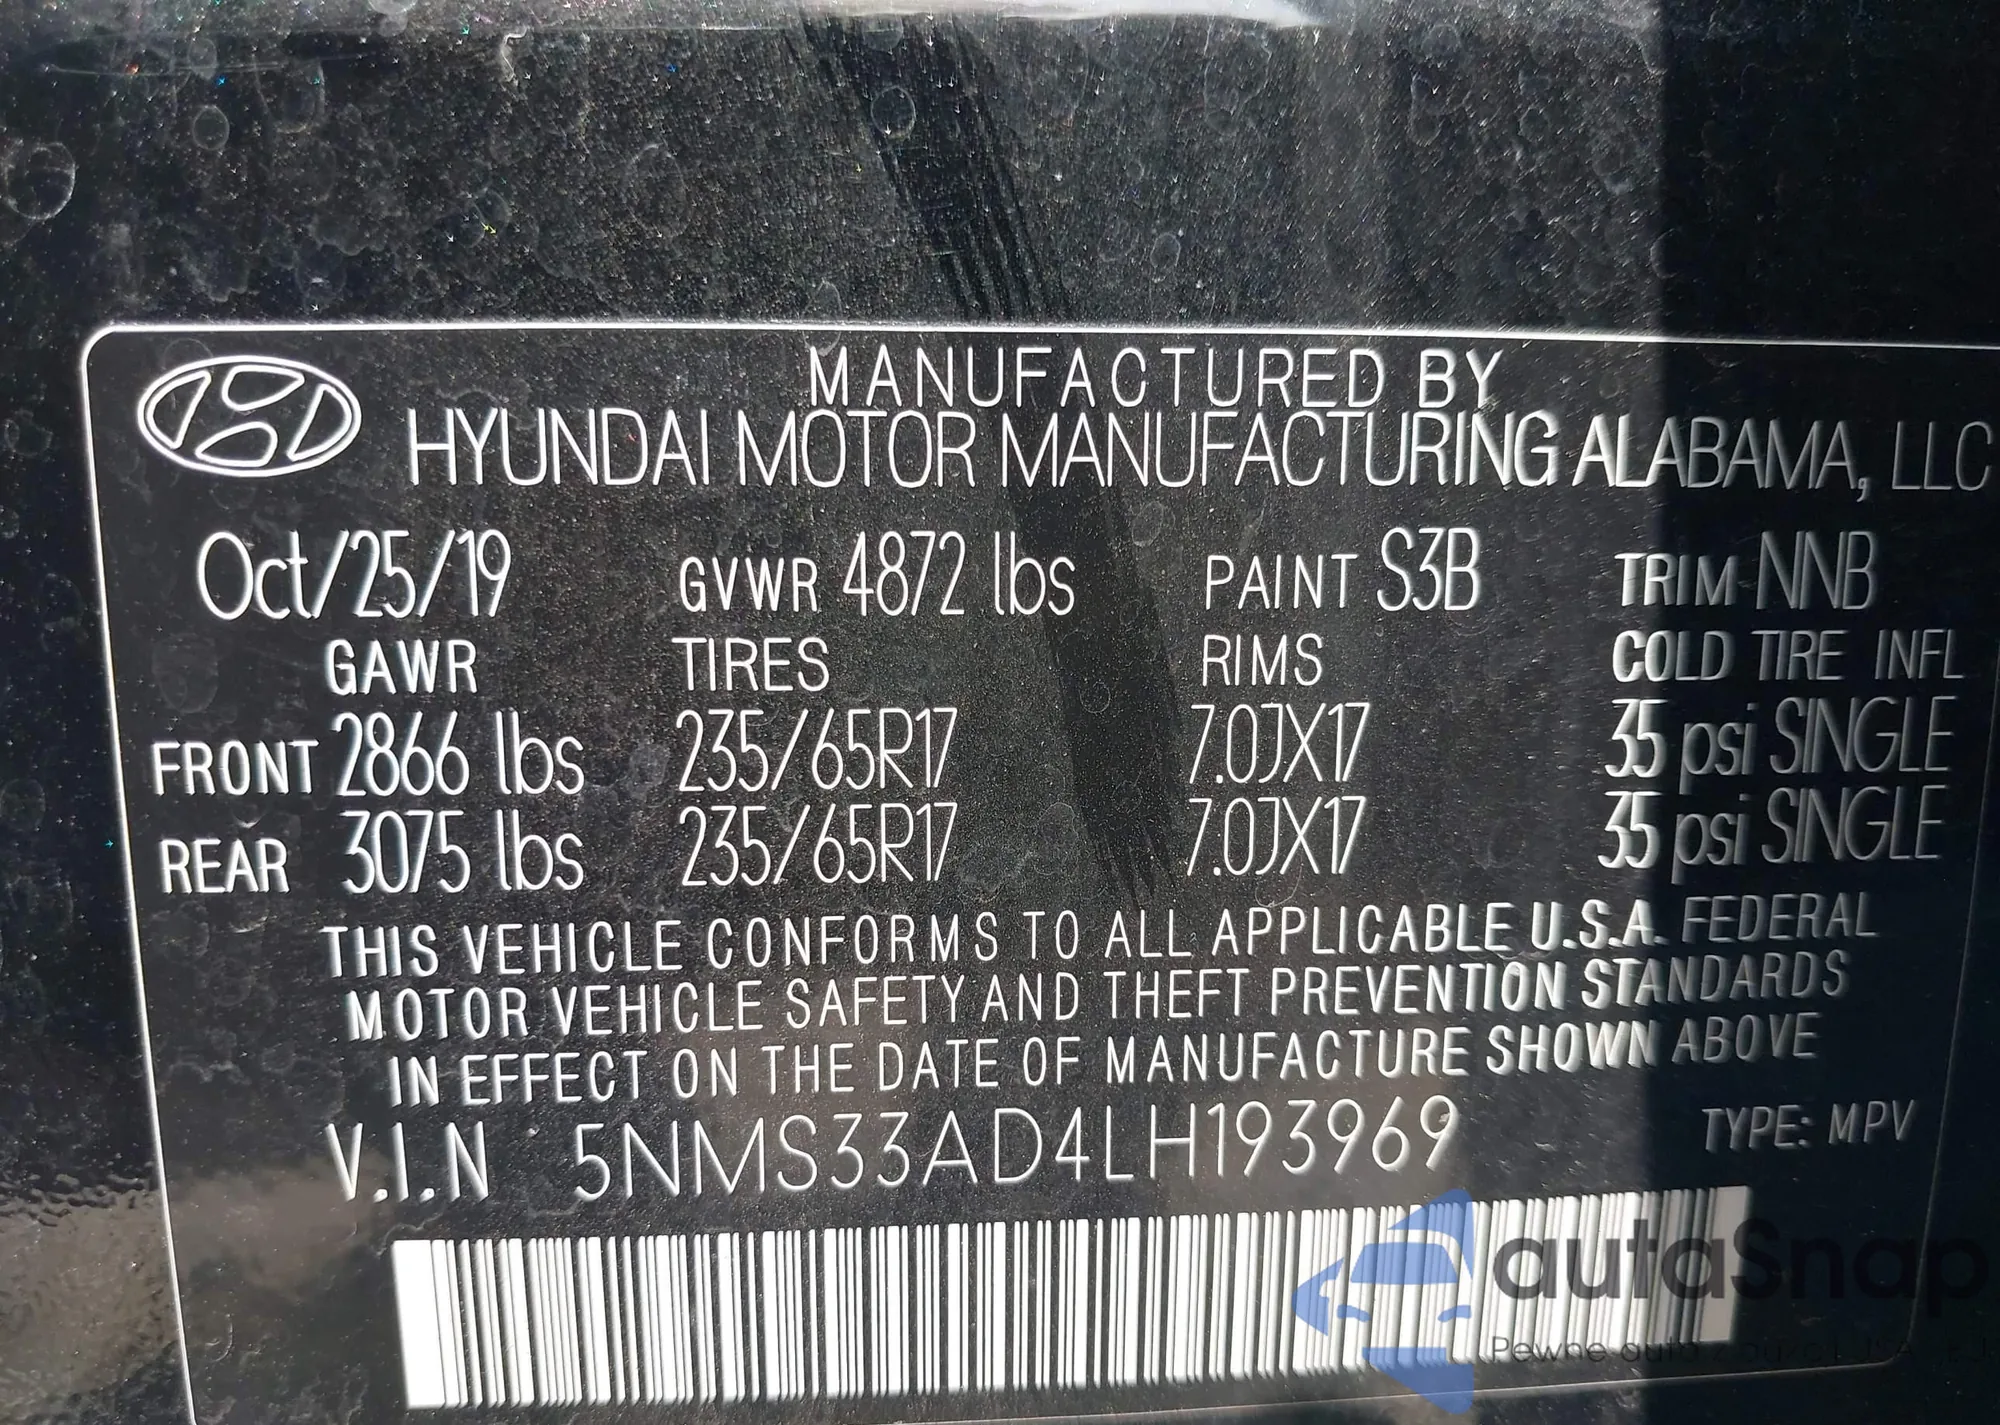 MANUFACTURED BY
HYUNDAI MOTOR MANUFACTURING ALABAMA, LLC
Oct/25/19 GVWR 4872 lbs PAINT S3B TRIM NNB
GAWR TIRES RIMS COLD TIRE INFL
FRONT 2866 lbs 235/65R17 7.0JX17 35 psi SINGLE
REAR 3075 lbs 235/65R17 7.0JX17 35 psi SINGLE
THIS VEHICLE CONFORMS TO ALL APPLICABLE U.S.A. FEDERAL
MOTOR VEHICLE SAFETY AND THEFT PREVENTION STANDARDS
IN EFFECT ON THE DATE OF MANUFACTURE SHOWN ABOVE
V.I.N : 5NMS33AD4LH193969 TYPE: MPV
autaSnap
Pewne auta z